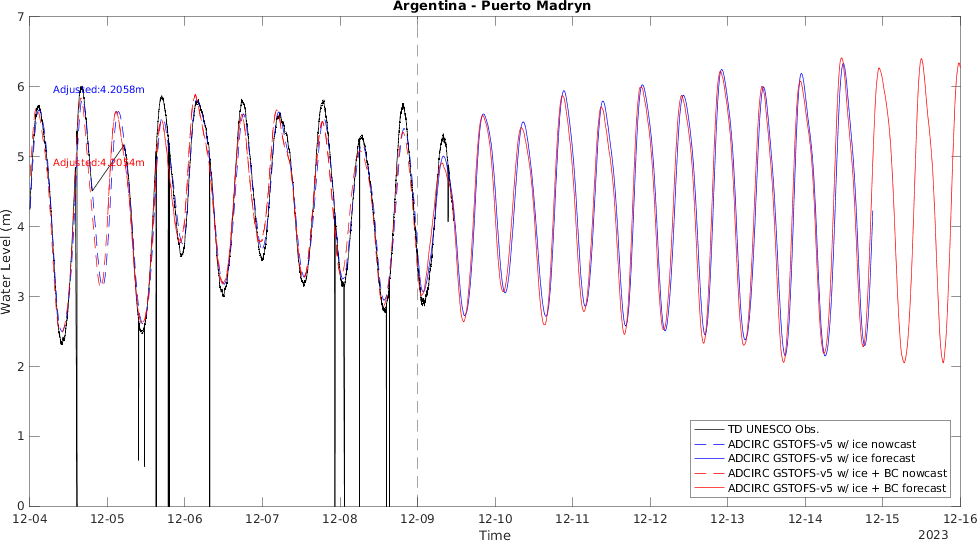 Argentina - Puerto Madryn
7
6
5
4
3
2
1
0
Water Level (m)
Adjusted:4.2058m
Adjusted:4.2054m
TD UNESCO Obs.
ADCIRC GSTOFS-v5 w/ ice nowcast
ADCIRC GSTOFS-v5 w/ ice forecast
ADCIRC GSTOFS-v5 w/ ice + BC nowcast
ADCIRC GSTOFS-v5 w/ ice + BC forecast
12-04 12-05 12-06 12-07 12-08 12-09 12-10 12-11 12-12 12-13 12-14 12-15 12-16
Time
2023